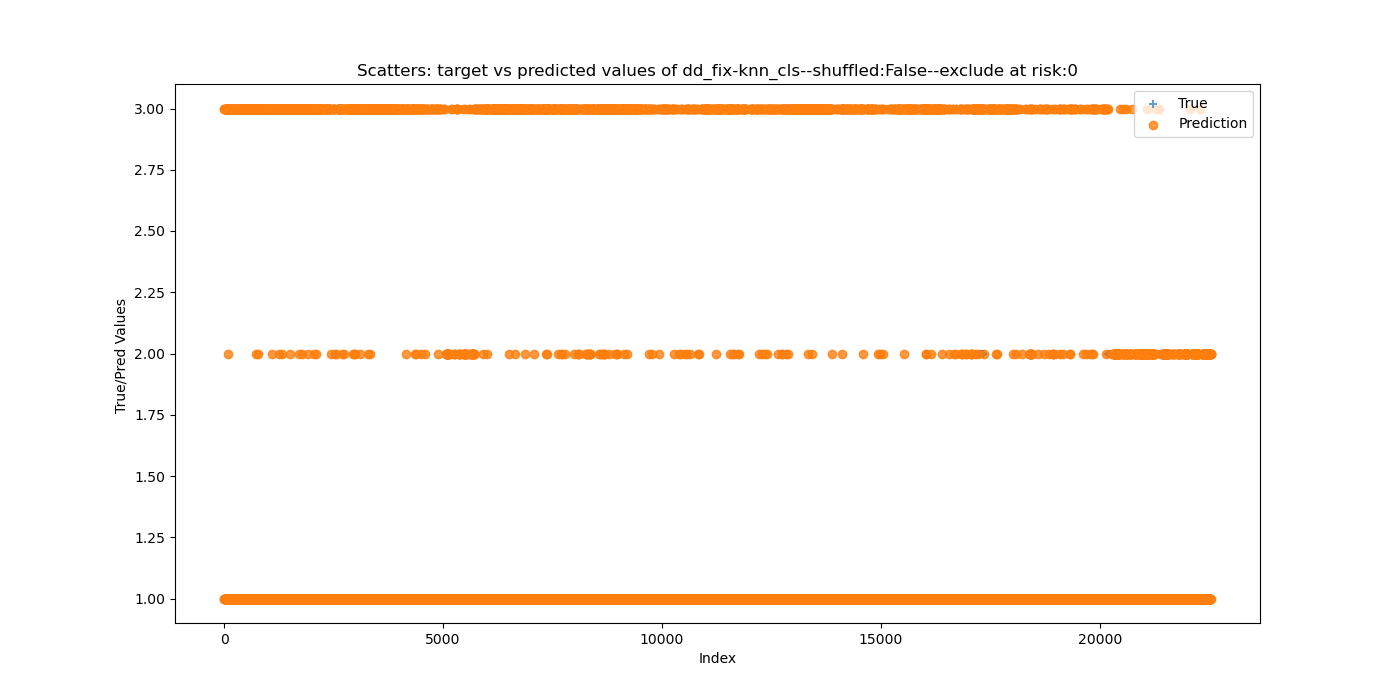 Scatters: target vs predicted values of dd_fix-knn_cls--shuffled:False--exclude at risk:0
True
Prediction
3.00
2.75
2.50
2.25
2.00
1.75
1.50
1.25
1.00
True/Pred Values
0
5000
10000
15000
20000
Index